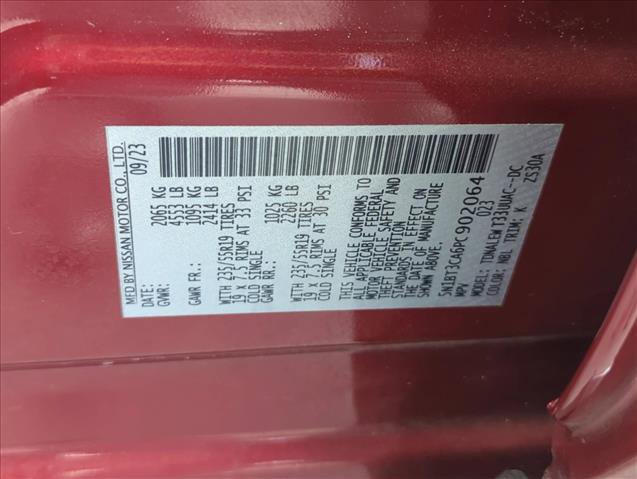 MFD BY NISSAN MOTOR CO., LTD.
DATE: 09/23
GVWR: 2065 KG
4553 LB
GAWR FR: 1095 KG
2414 LB
WITH 235/55R19 TIRES
19 X 7.5 RIMS AT 33 PSI
COLD SINGLE
GAWR RR: 1025 KG
2260 LB
WITH 235/55R19 TIRES
19 X 7.5 RIMS AT 30 PSI
COLD SINGLE
THIS VEHICLE CONFORMS TO
ALL APPLICABLE FEDERAL
MOTOR VEHICLE SAFETY AND
THEFT PREVENTION
STANDARDS IN EFFECT ON
THE DATE OF MANUFACTURE
SHOWN ABOVE.
5N1BT3CA6PC902064
MPV 023
MODEL: TDNALEW T33UUAC--DC
COLOR: NBL TRIM: K ZS30A